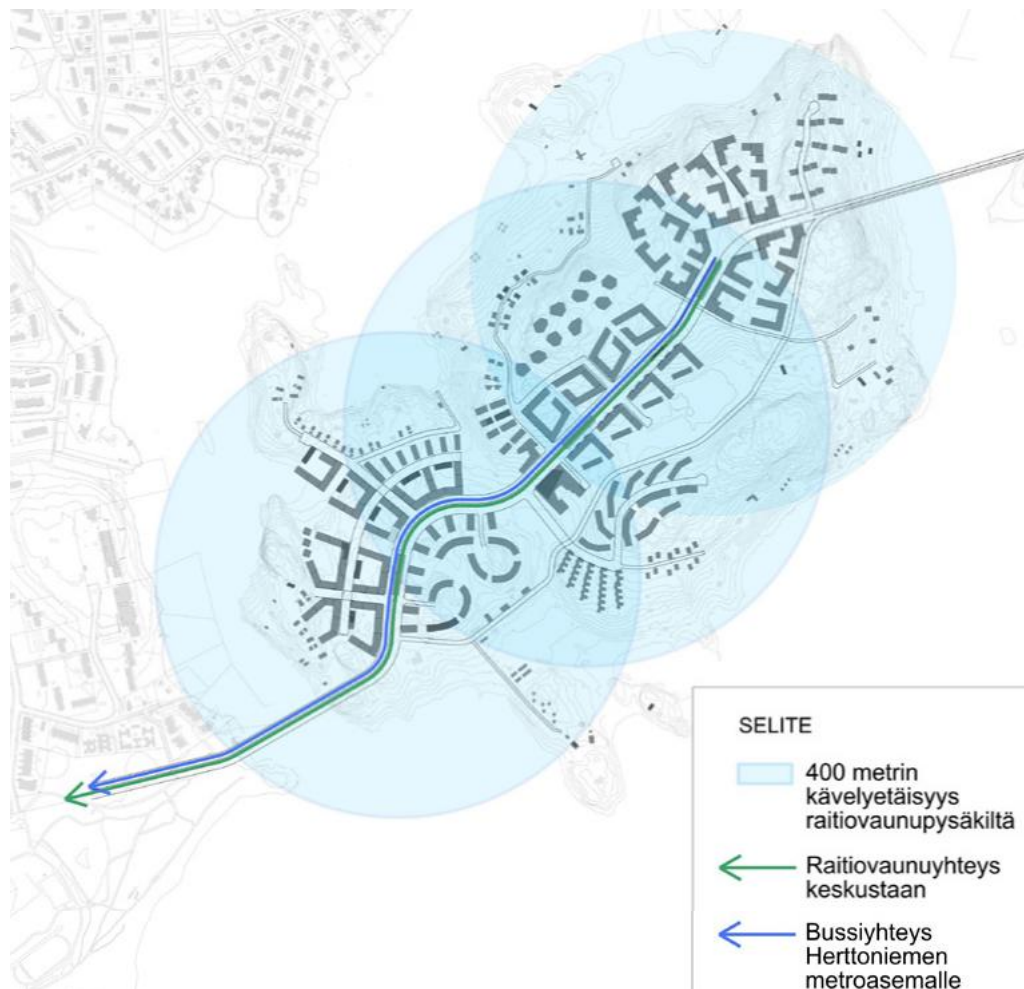 SELITE
400 metrin
kävelyetäisyys
raitiovaunupysäkiltä
Raitiovaunuyhteys
keskustaan
Bussiyhteys
Herttoniemen
metroasemalle